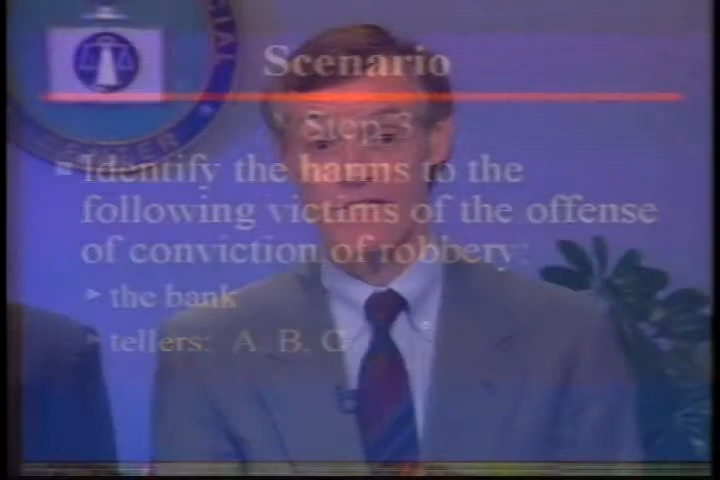 Scenario
Step 3
Identify the harms to the
following victims of the offense
of conviction of robbery:
the bank
tellers: A B, C